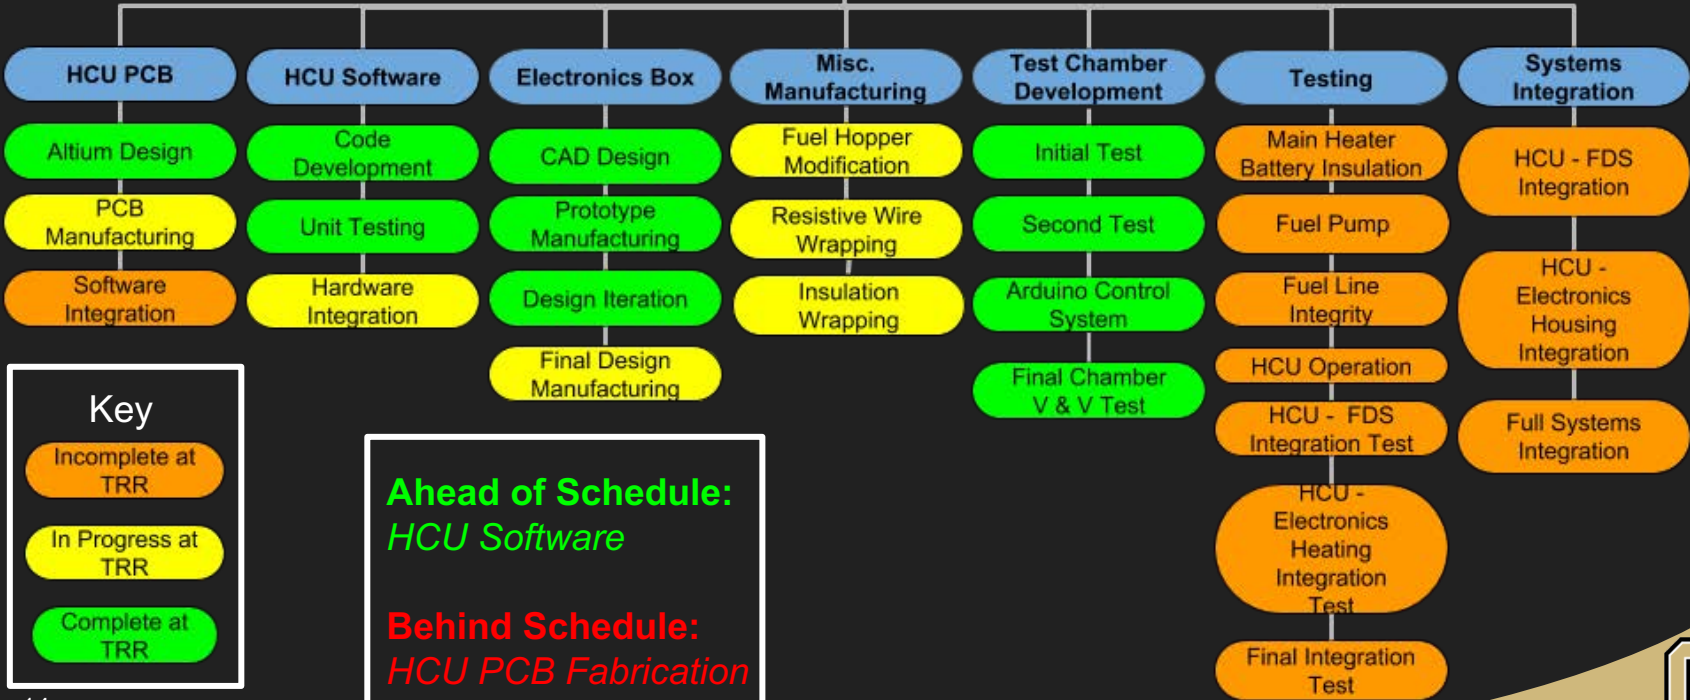 HCU PCB
Altium Design
PCB
Manufacturing
Software
Integration
HCU Software
Code
Development
Unit Testing
Hardware
Integration
Electronics Box
CAD Design
Prototype
Manufacturing
Design Iteration
Final Design
Manufacturing
Misc.
Manufacturing
Fuel Hopper
Modification
Resistive Wire
Wrapping
Insulation
Wrapping
Test Chamber
Development
Initial Test
Second Test
Arduino Control
System
Final Chamber
V & V Test
Testing
Main Heater
Battery Insulation
Fuel Pump
Fuel Line
Integrity
HCU Operation
HCU - FDS
Integration Test
HCU -
Electronics
Heating
Integration
Test
Final Integration
Test
Systems
Integration
HCU - FDS
Integration
HCU -
Electronics
Housing
Integration
Full Systems
Integration
Key
Incomplete at
TRR
In Progress at
TRR
Complete at
TRR
Ahead of Schedule:
HCU Software
Behind Schedule:
HCU PCB Fabrication